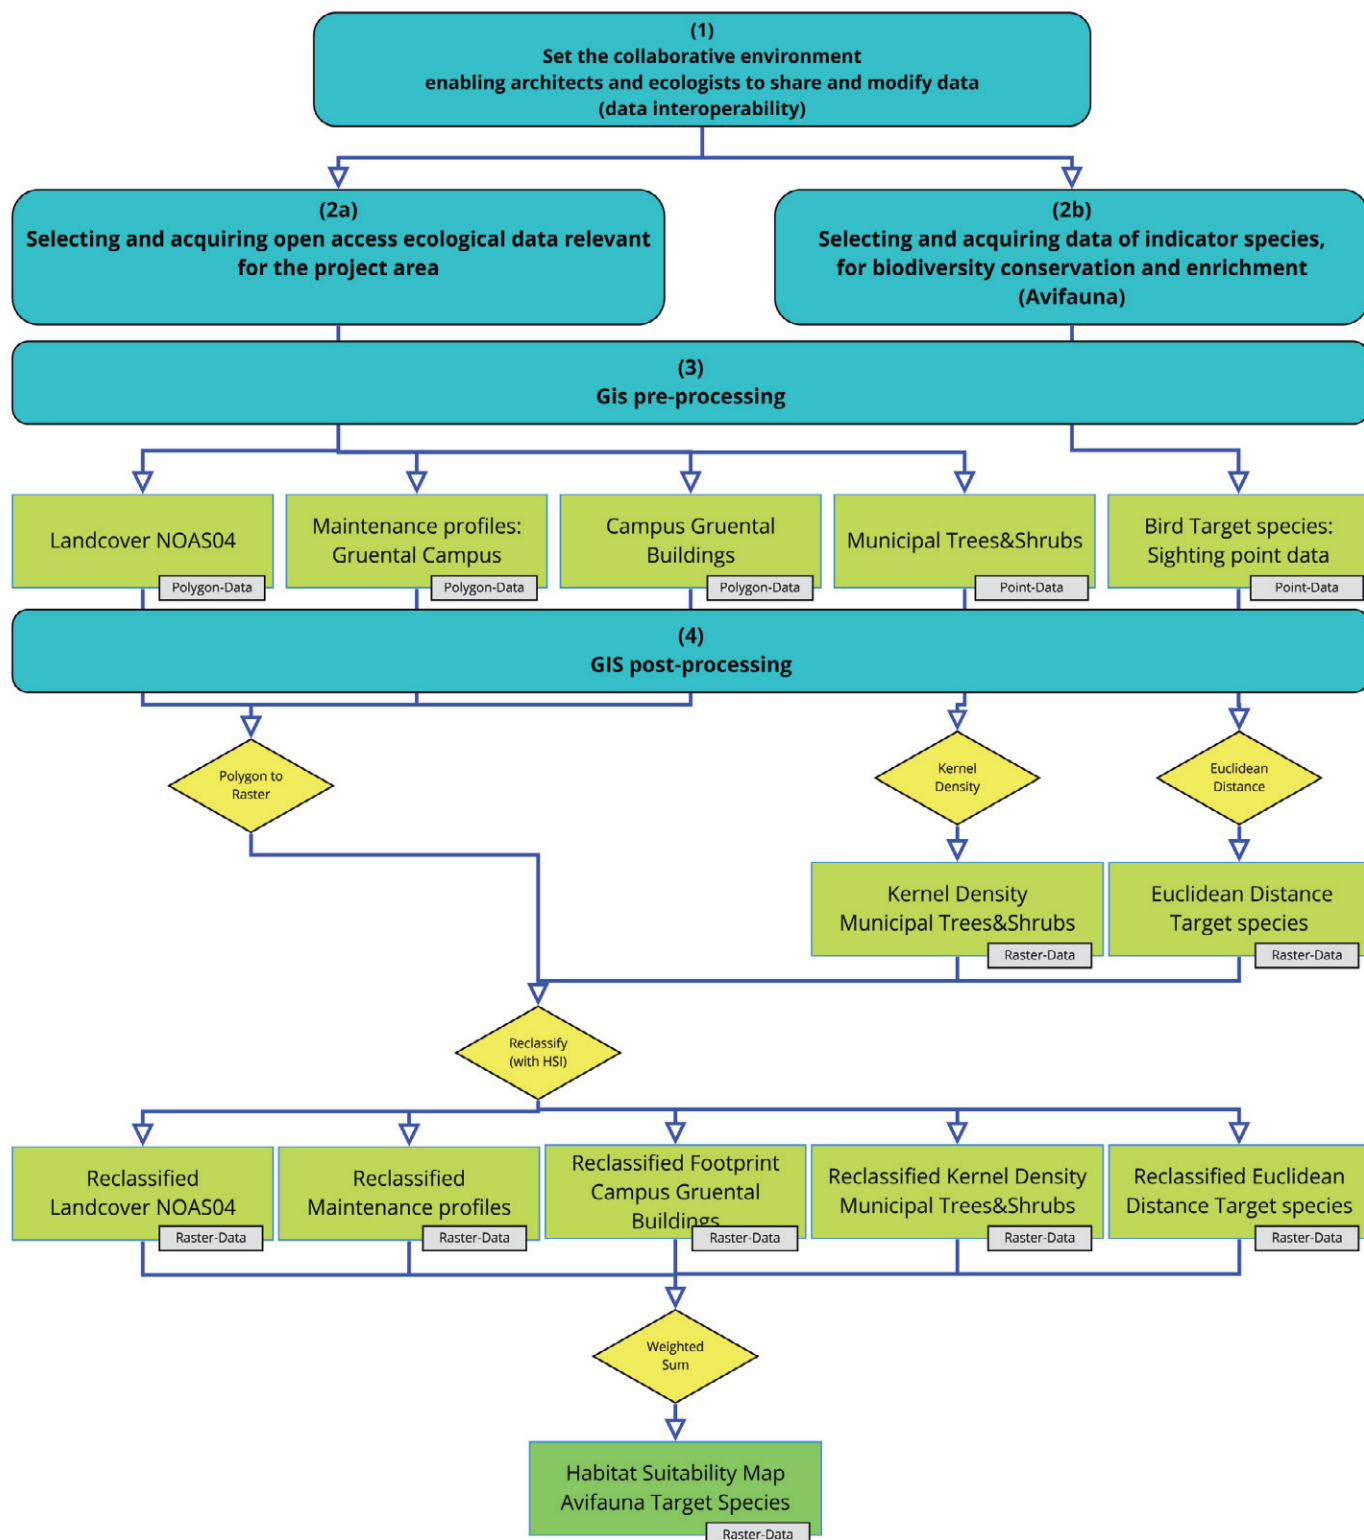 (1)
Set the collaborative environment
enabling architects and ecologists to share and modify data
(data interoperability)
(2a)
Selecting and acquiring open access ecological data relevant
for the project area
(2b)
Selecting and acquiring data of indicator species,
for biodiversity conservation and enrichment
(Avifauna)
(3)
Gis pre-processing
Landcover NOAS04
Polygon-Data
Maintenance profiles:
Gruental Campus
Polygon-Data
Campus Gruental
Buildings
Polygon-Data
Municipal Trees&Shrubs
Point-Data
Bird Target species:
Sighting point data
Point-Data
(4)
GIS post-processing
Polygon to
Raster
Kernel
Density
Euclidean
Distance
Kernel Density
Municipal Trees&Shrubs
Raster-Data
Euclidean Distance
Target species
Raster-Data
Reclassify
(with HSI)
Reclassified
Landcover NOAS04
Raster-Data
Reclassified
Maintenance profiles
Raster-Data
Reclassified Footprint
Campus Gruental
Buildings
Raster-Data
Reclassified Kernel Density
Municipal Trees&Shrubs
Raster-Data
Reclassified Euclidean
Distance Target species
Raster-Data
Weighted
Sum
Habitat Suitability Map
Avifauna Target Species
Raster-Data